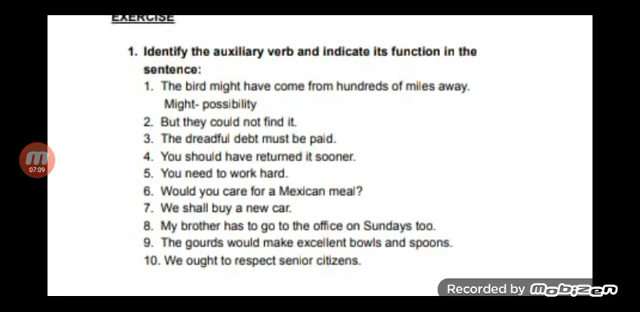 EXERCISE
1. Identify the auxiliary verb and indicate its function in the
sentence:
1. The bird might have come from hundreds of miles away.
Might- possibility
2. But they could not find it.
3. The dreadful debt must be paid.
4. You should have returned it sooner.
5. You need to work hard.
6. Would you care for a Mexican meal?
7. We shall buy a new car.
8. My brother has to go to the office on Sundays too.
9. The gourds would make excellent bowls and spoons.
10. We ought to respect senior citizens.
m
07:09
Recorded by mobizen